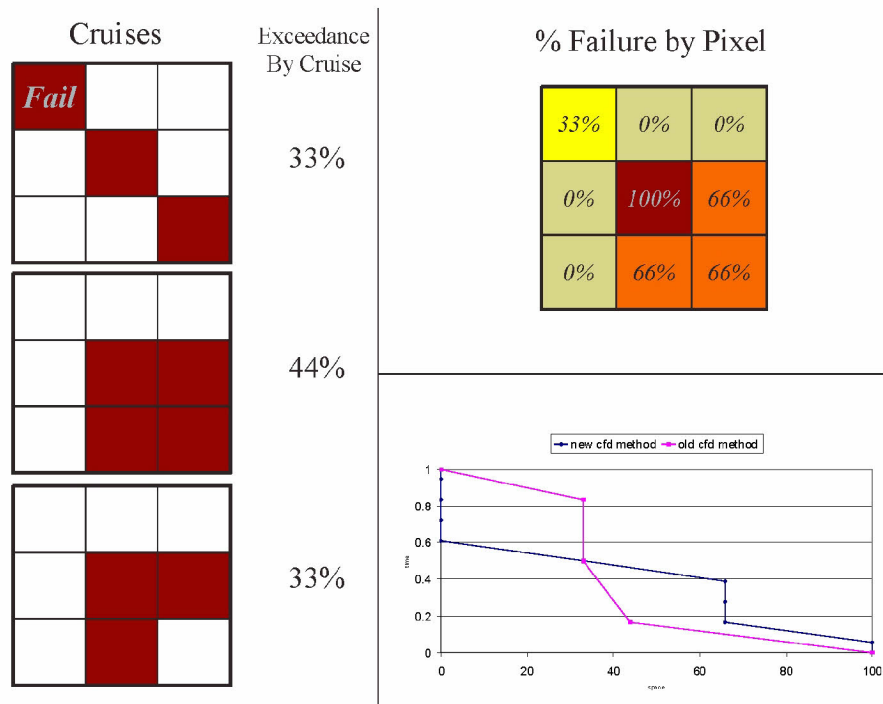 Cruises
Exceedance
By Cruise
Fail
33%
44%
33%
% Failure by Pixel
33% 0% 0%
0% 100% 66%
0% 66% 66%
new cfd method old cfd method
1
0.8
0.6
0.4
0.2
0
time
0 20 40 60 80 100
space